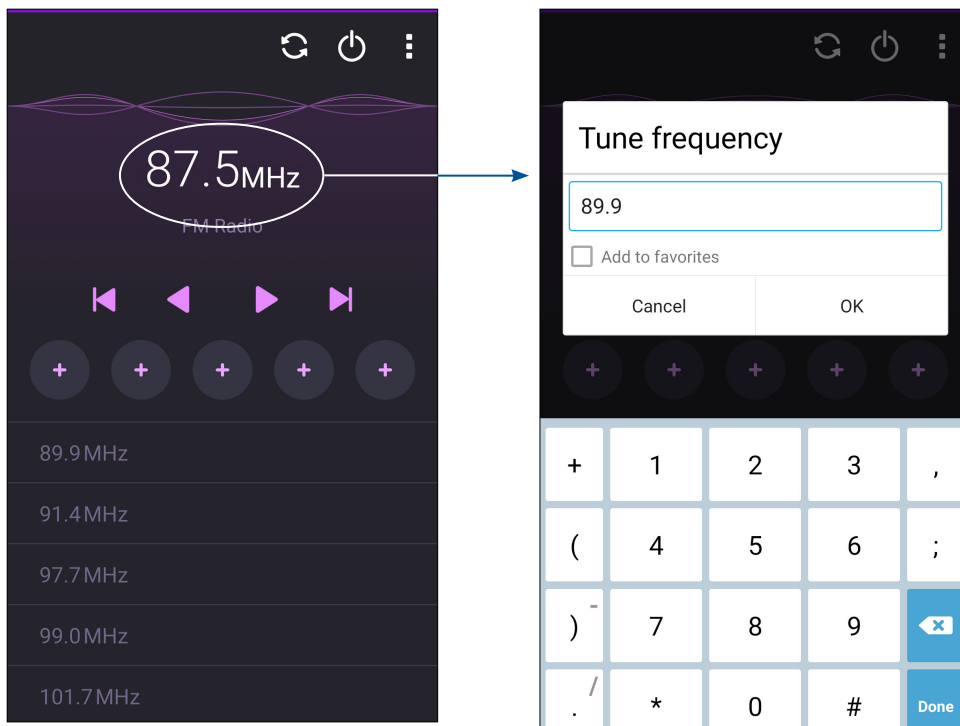 87.5MHz
FM Radio
+ + + + +
89.9MHz
91.4MHz
97.7MHz
99.0MHz
101.7MHz
Tune frequency
89.9
Add to favorites
Cancel OK
+ + + + +
+ 1 2 3 ,
( 4 5 6 ;
) - 7 8 9
. / * 0 # Done